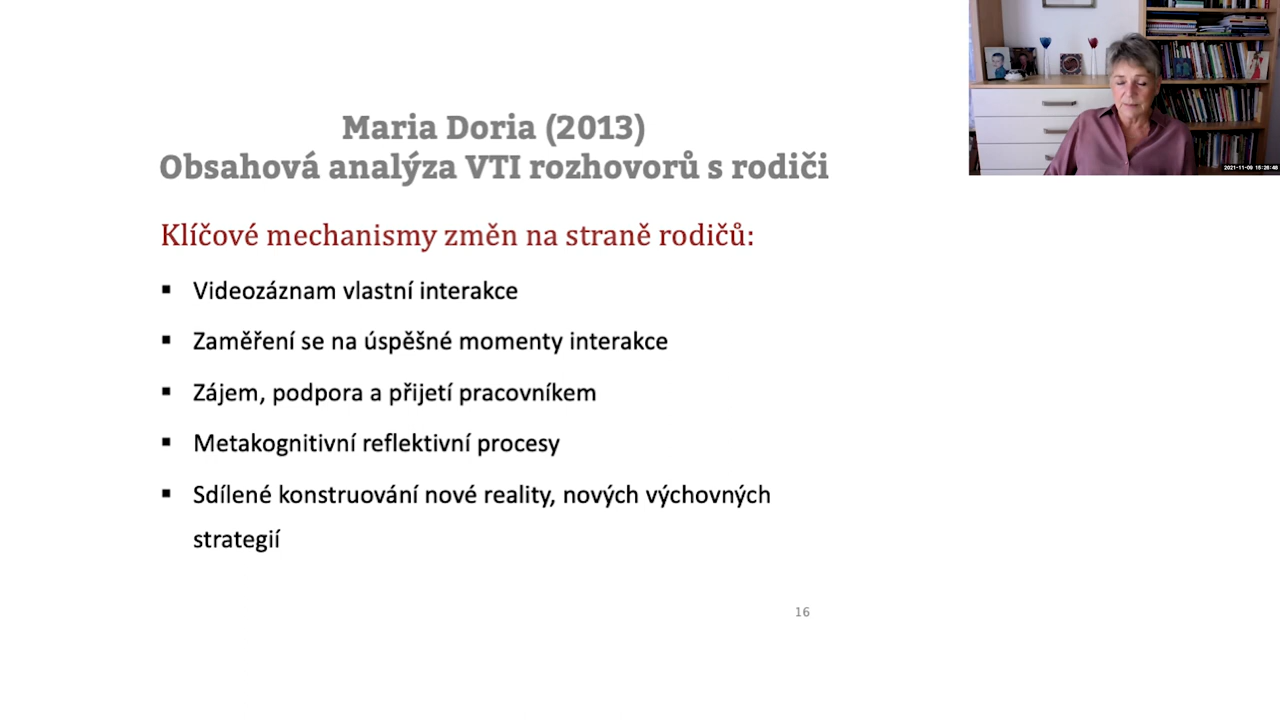 Maria Doria (2013)
Obsahová analýza VTI rozhovorů s rodiči
Klíčové mechanismy změn na straně rodičů:
▪ Videozáznam vlastní interakce
▪ Zaměření se na úspěšné momenty interakce
▪ Zájem, podpora a přijetí pracovníkem
▪ Metakognitivní reflektivní procesy
▪ Sdílené konstruování nové reality, nových výchovných
strategií
16